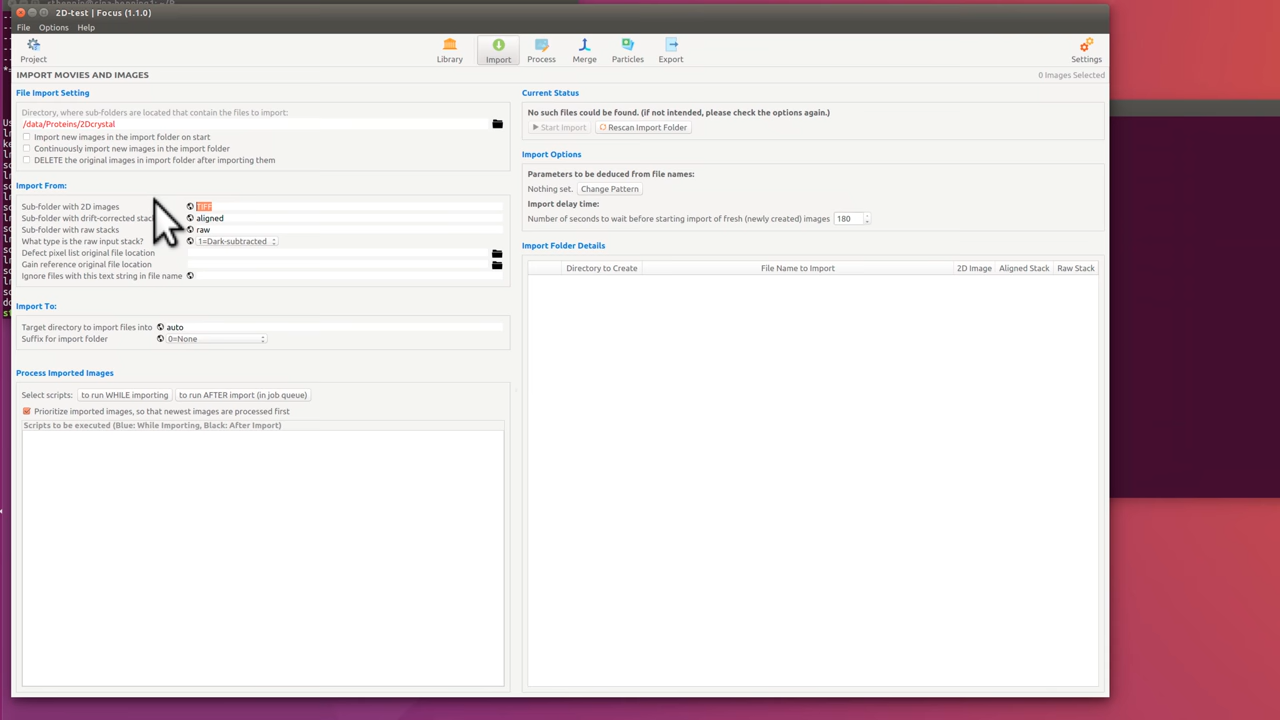 2D-test | Focus (1.1.0)
File Options Help
Project Library Import Process Merge Particles Export Settings
IMPORT MOVIES AND IMAGES
0 Images Selected
File Import Setting
Directory, where sub-folders are located that contain the files to import:
/data/Proteins/2Dcrystal
Import new images in the import folder on start
Continuously import new images in the import folder
DELETE the original images in import folder after importing them
Import From:
Sub-folder with 2D images TIFF
Sub-folder with drift-corrected stack aligned
Sub-folder with raw stacks raw
What type is the raw input stack? 1=Dark-subtracted
Defect pixel list original file location
Gain reference original file location
Ignore files with this text string in file name
Import To:
Target directory to import files into auto
Suffix for import folder 0=None
Process Imported Images
Select scripts: to run WHILE importing to run AFTER import (in job queue)
Prioritize imported images, so that newest images are processed first
Scripts to be executed (Blue: While Importing, Black: After Import)
Current Status
No such files could be found. (if not intended, please check the options again.)
Start Import Rescan Import Folder
Import Options
Parameters to be deduced from file names:
Nothing set. Change Pattern
Import delay time:
Number of seconds to wait before starting import of fresh (newly created) images 180
Import Folder Details
Directory to Create File Name to Import 2D Image Aligned Stack Raw Stack